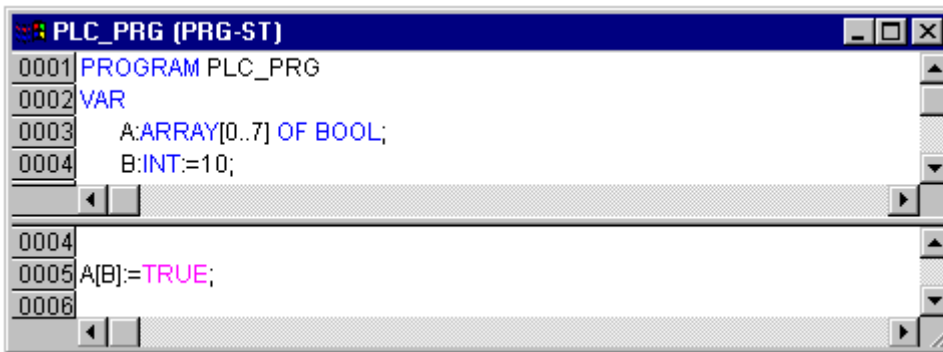 PLC_PRG (PRG-ST)
0001 PROGRAM PLC_PRG
0002 VAR
0003 A:ARRAY[0..7] OF BOOL;
0004 B:INT:=10;
0004
0005 A[B]:=TRUE;
0006